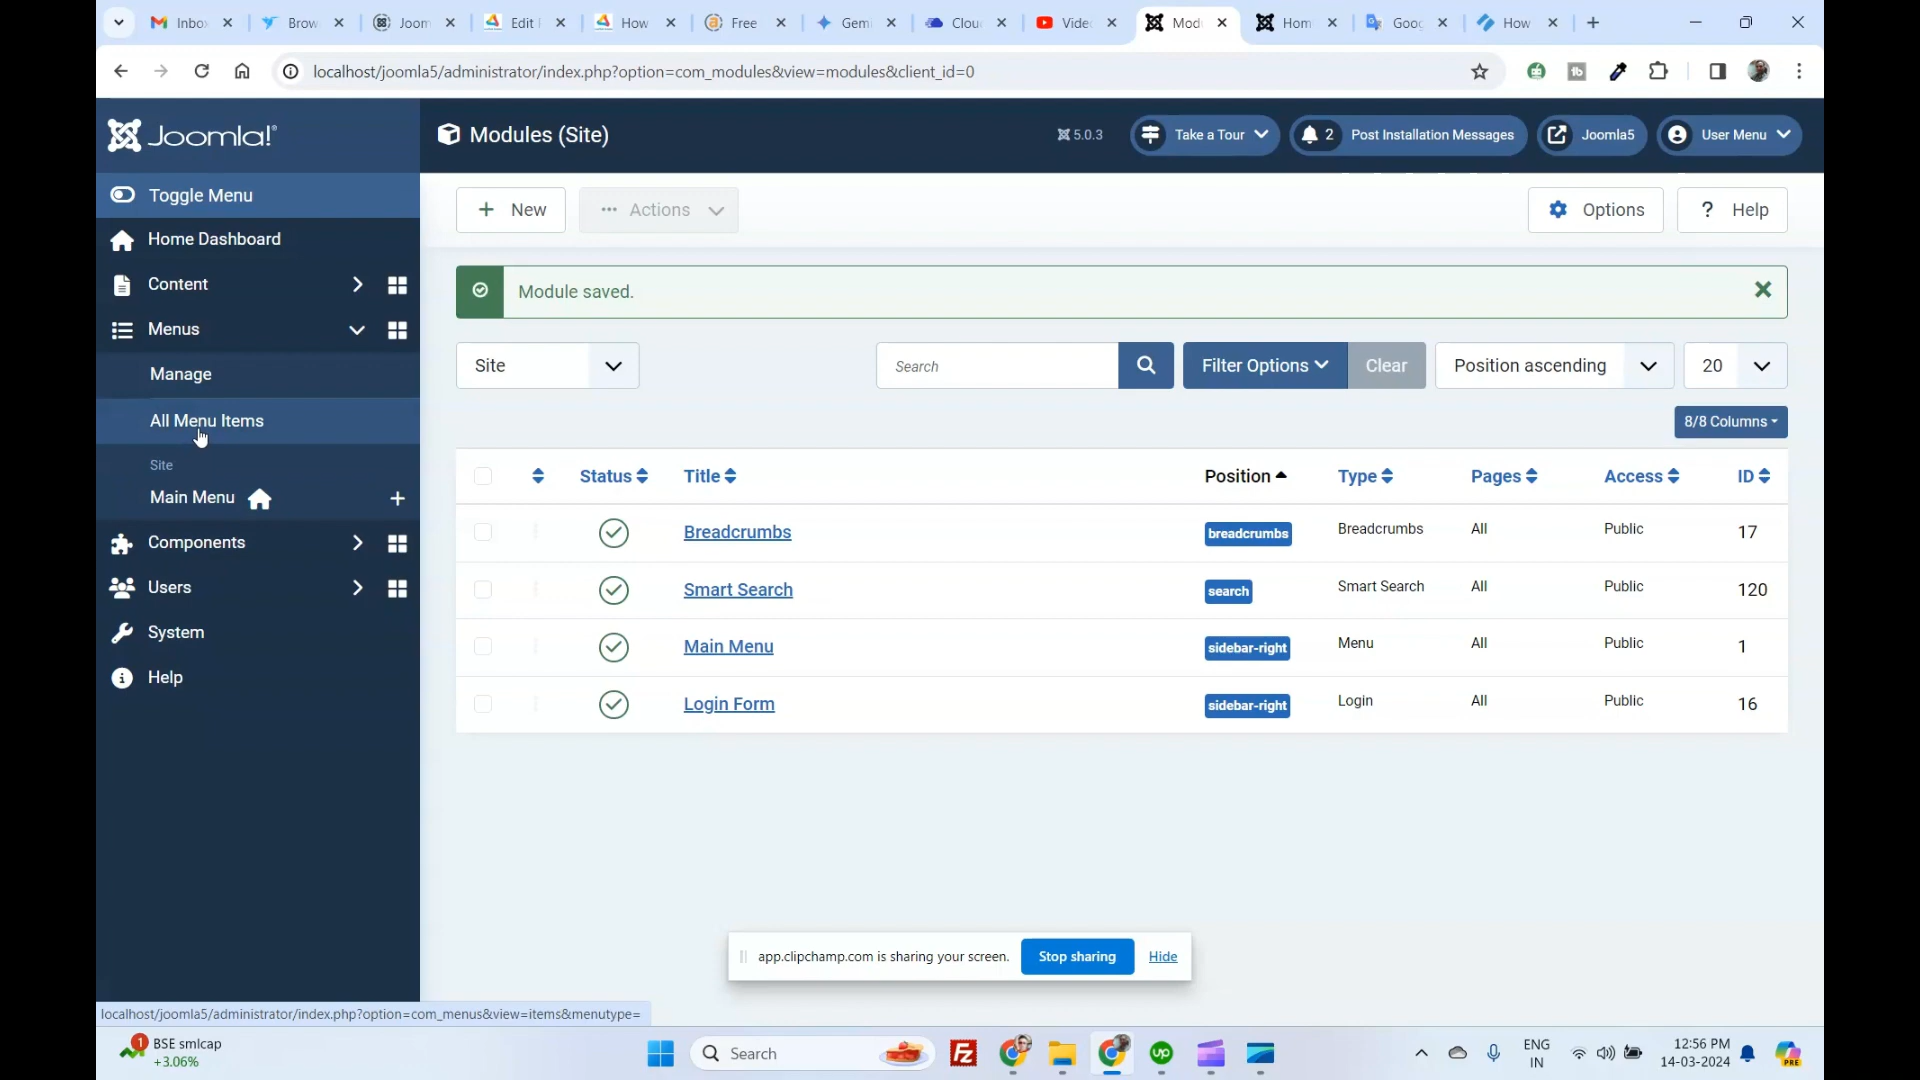 Inbo
Brow
Joom
Edit
How
Free
Gemi
Clou
Vide
Mod
Hom
Goog
How
localhost/joomla5/administrator/index.php?option=com_modules&view=modules&client_id=0
Joomla!®
Modules (Site)
5.0.3
Take a Tour
2 Post Installation Messages
Joomla5
User Menu
Toggle Menu
+ New
... Actions
Options
? Help
Home Dashboard
Content
Menus
Manage
All Menu Items
Site
Main Menu
Components
Users
System
Help
Module saved.
Site
Search
Filter Options
Clear
Position ascending
20
8/8 Columns
Status Title Position Type Pages Access ID
Breadcrumbs breadcrumbs Breadcrumbs All Public 17
Smart Search search Smart Search All Public 120
Main Menu sidebar-right Menu All Public 1
Login Form sidebar-right Login All Public 16
app.clipchamp.com is sharing your screen. Stop sharing Hide
localhost/joomla5/administrator/index.php?option=com_menus&view=items&menutype=
1
BSE smlcap
+3.06%
Search
ENG
IN
12:56 PM
14-03-2024
PRE